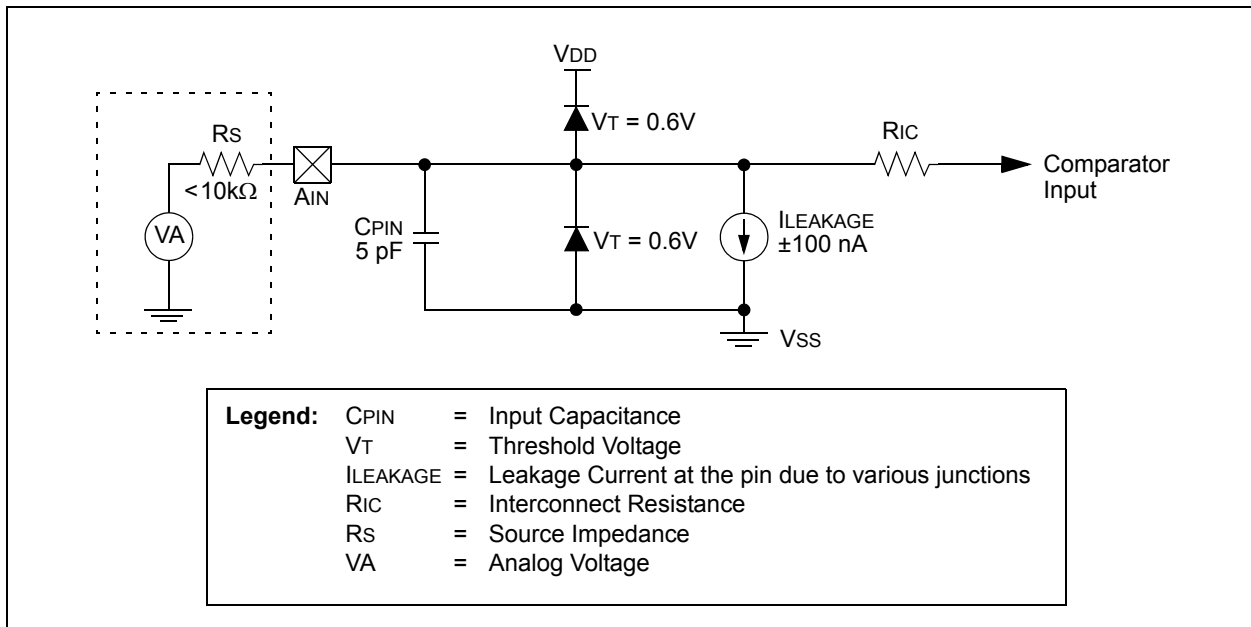 VDD
VT = 0.6V
RIC
Comparator
Input
RS
<10kΩ
AIN
VA
CPIN
5 pF
VT = 0.6V
ILEAKAGE
±100 nA
VSS
Legend: CPIN = Input Capacitance
VT = Threshold Voltage
ILEAKAGE = Leakage Current at the pin due to various junctions
RIC = Interconnect Resistance
RS = Source Impedance
VA = Analog Voltage